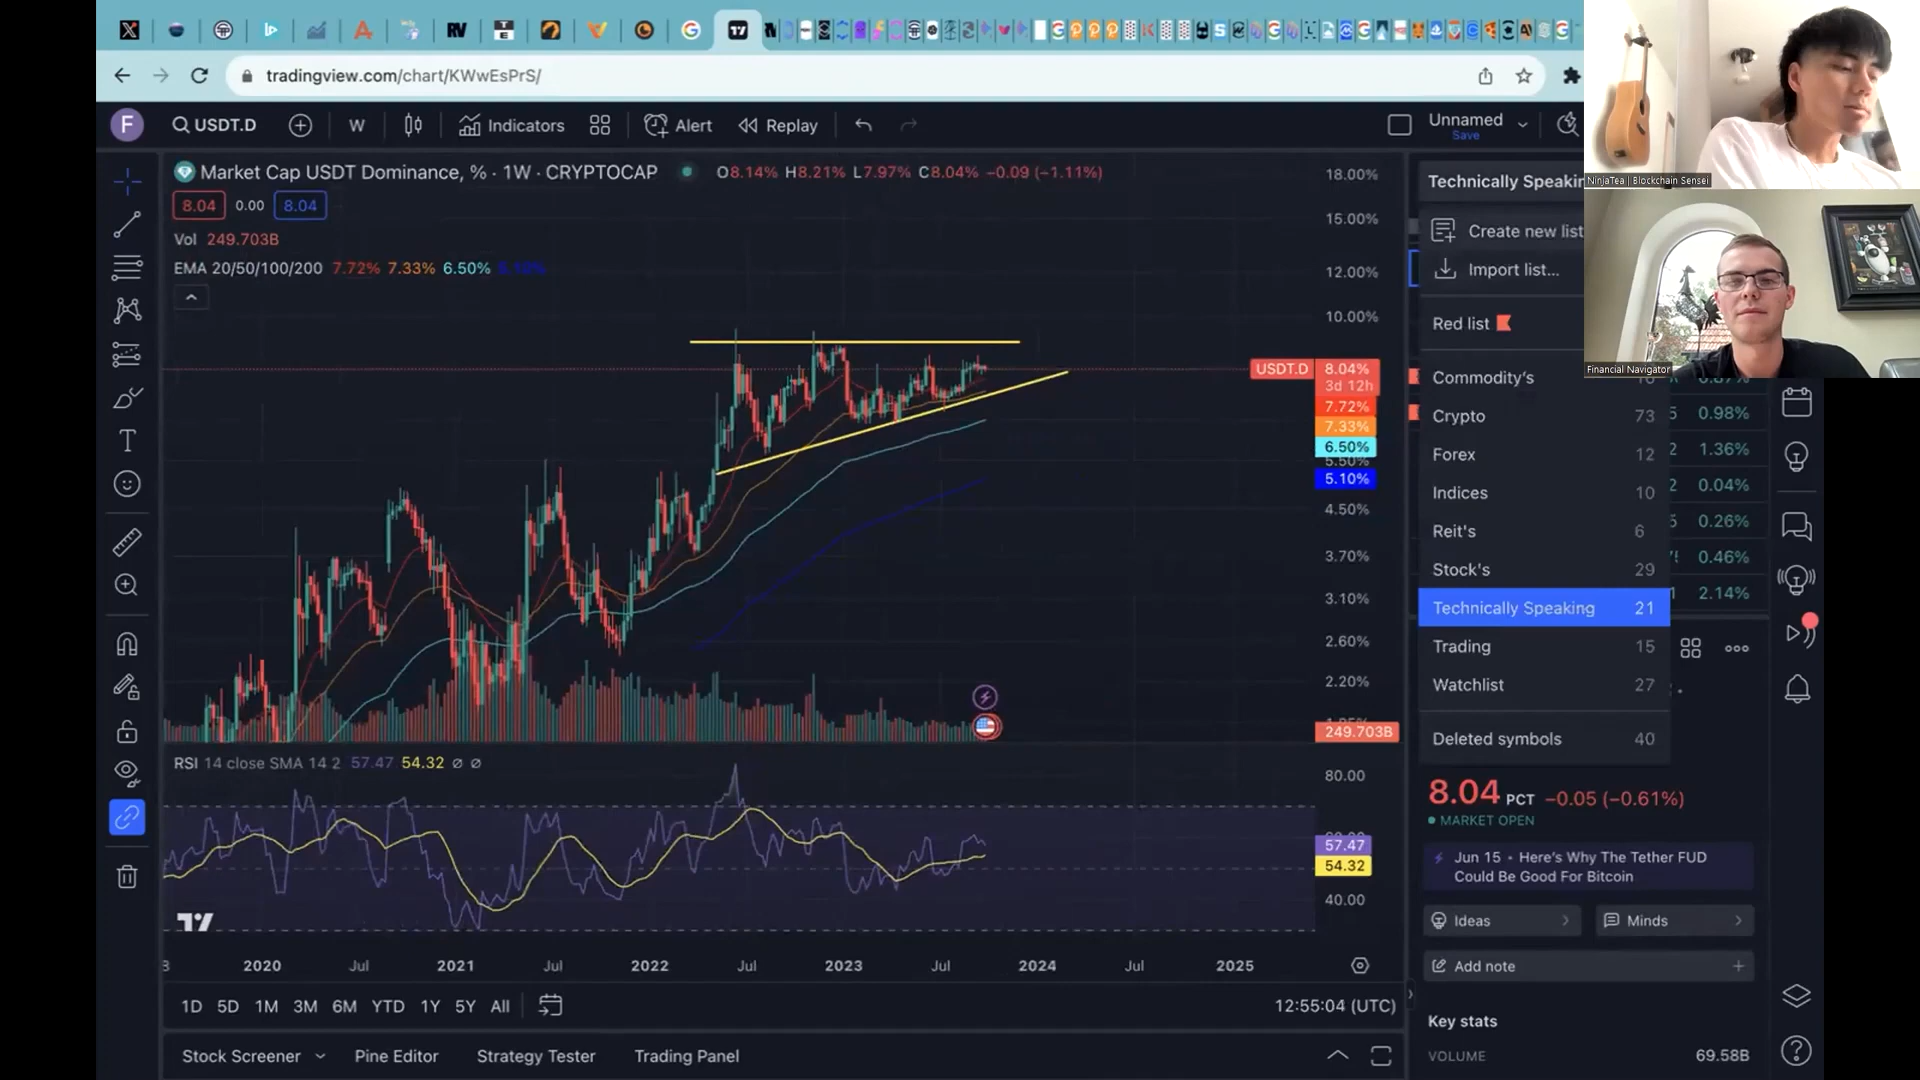 tradingview.com/chart/KWwEsPrS/
F
USDT.D
W
Indicators
Alert
Replay
Unnamed
Save
Market Cap USDT Dominance, % · 1W · CRYPTOCAP
O8.14% H8.21% L7.97% C8.04% −0.09 (−1.11%)
8.04 0.00 8.04
Vol 249.703B
EMA 20/50/100/200 7.72% 7.33% 6.50%
18.00%
15.00%
12.00%
10.00%
USDT.D 8.04%
3d 12h
7.72%
7.33%
6.50%
5.50%
5.10%
4.50%
3.70%
3.10%
2.60%
2.20%
249.703B
RSI 14 close SMA 14 2 57.47 54.32 ∅ ∅
80.00
57.47
54.32
40.00
2020 Jul 2021 Jul 2022 Jul 2023 Jul 2024 Jul 2025
1D 5D 1M 3M 6M YTD 1Y 5Y All
12:55:04 (UTC)
Stock Screener Pine Editor Strategy Tester Trading Panel
Create new list
Import list...
Red list
Commodity's
Crypto 73
Forex 12
Indices 10
Reit's 6
Stock's 29
Technically Speaking 21
Trading 15
Watchlist 27
Deleted symbols 40
0.98%
1.36%
0.04%
0.26%
0.46%
2.14%
8.04 PCT −0.05 (−0.61%)
MARKET OPEN
Jun 15 • Here's Why The Tether FUD
Could Be Good For Bitcoin
Ideas
Minds
Add note
Key stats
VOLUME 69.58B
NinjaTea | Blockchain Sensei
Financial Navigator